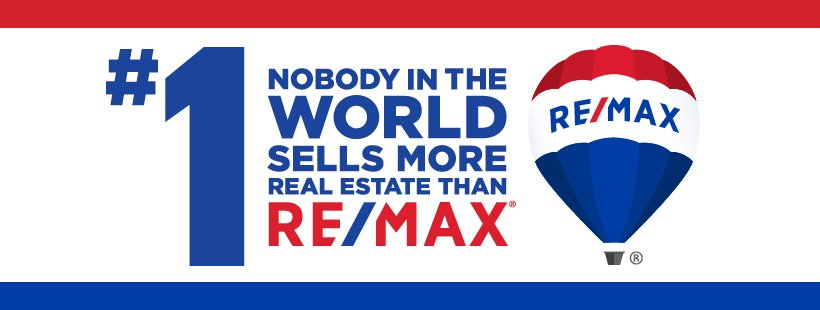 #1
NOBODY IN THE
WORLD
SELLS MORE
REAL ESTATE THAN
RE/MAX®
RE/MAX
®